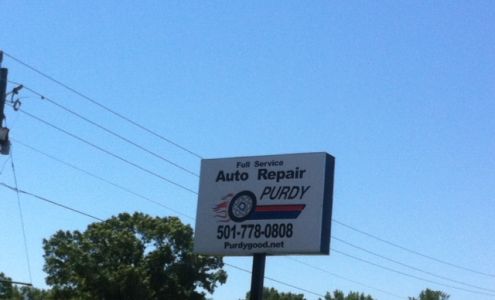 Full Service
Auto Repair
PURDY
501-778-0808
Purdygood.net